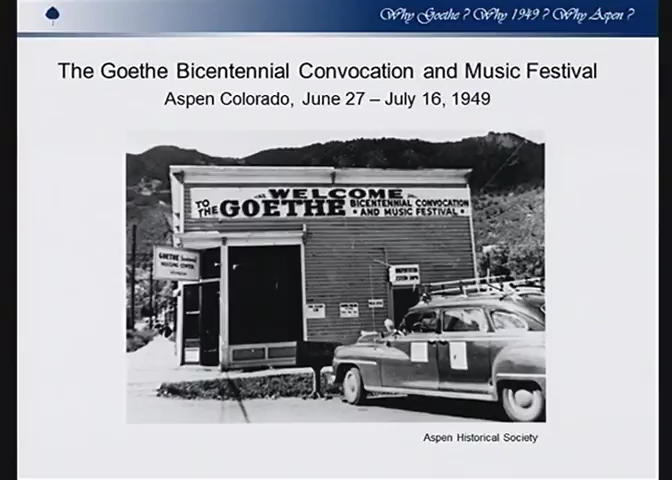 Why Goethe ? Why 1949 ? Why Aspen ?
The Goethe Bicentennial Convocation and Music Festival
Aspen Colorado, June 27 – July 16, 1949
WELCOME
TO THE GOETHE BICENTENNIAL CONVOCATION
• AND MUSIC FESTIVAL •
GOETHE
Aspen Historical Society